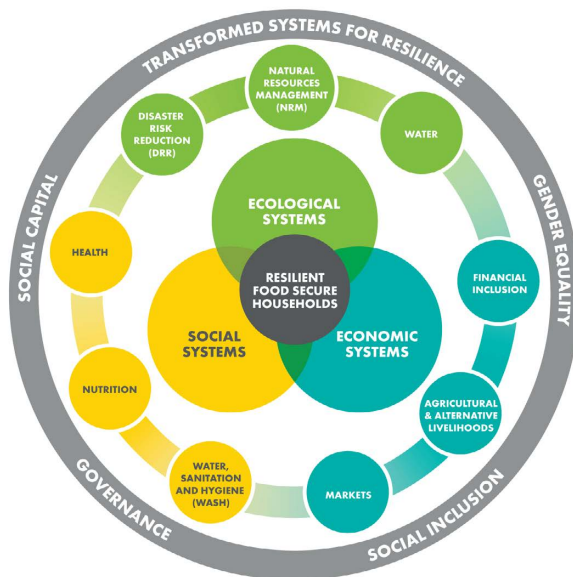 TRANSFORMED SYSTEMS FOR RESILIENCE
GENDER EQUALITY
SOCIAL INCLUSION
GOVERNANCE
SOCIAL CAPITAL
NATURAL
RESOURCES
MANAGEMENT
(NRM)
WATER
FINANCIAL
INCLUSION
AGRICULTURAL
& ALTERNATIVE
LIVELIHOODS
MARKETS
WATER,
SANITATION
AND HYGIENE
(WASH)
NUTRITION
HEALTH
DISASTER
RISK
REDUCTION
(DRR)
ECOLOGICAL
SYSTEMS
RESILIENT
FOOD SECURE
HOUSEHOLDS
SOCIAL
SYSTEMS
ECONOMIC
SYSTEMS